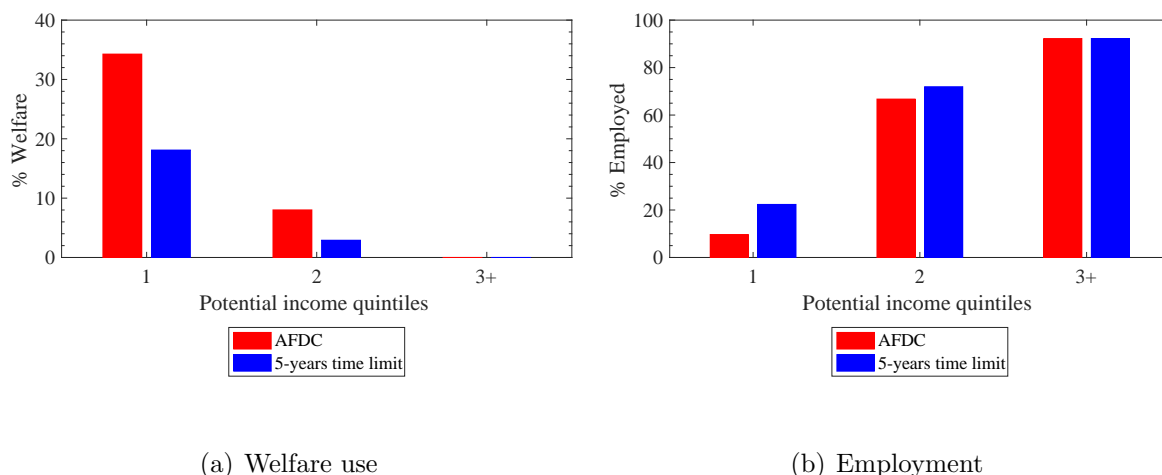 40
30
20
10
0
% Welfare
1
2
3+
Potential income quintiles
AFDC
5-years time limit
(a) Welfare use
100
80
60
40
20
0
% Employed
1
2
3+
Potential income quintiles
AFDC
5-years time limit
(b) Employment